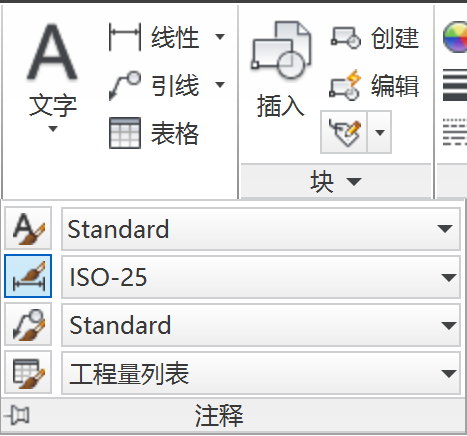 文字
线性
引线
表格
插入
创建
编辑
块
Standard
ISO-25
Standard
工程量列表
注释